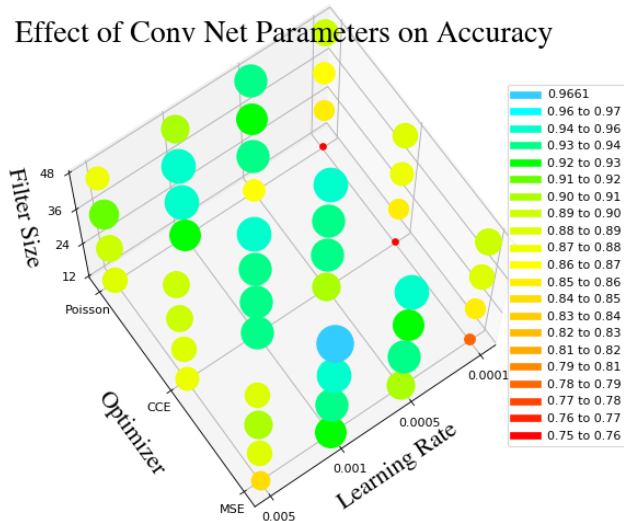 Effect of Conv Net Parameters on Accuracy
0.9661
0.96 to 0.97
0.94 to 0.96
0.93 to 0.94
0.92 to 0.93
0.91 to 0.92
0.90 to 0.91
0.89 to 0.90
0.88 to 0.89
0.87 to 0.88
0.86 to 0.87
0.85 to 0.86
0.84 to 0.85
0.83 to 0.84
0.82 to 0.83
0.81 to 0.82
0.79 to 0.81
0.78 to 0.79
0.77 to 0.78
0.76 to 0.77
0.75 to 0.76
Filter Size
48
36
24
12
Poisson
CCE
MSE
Optimizer
0.005
0.001
0.0005
0.0001
Learning Rate